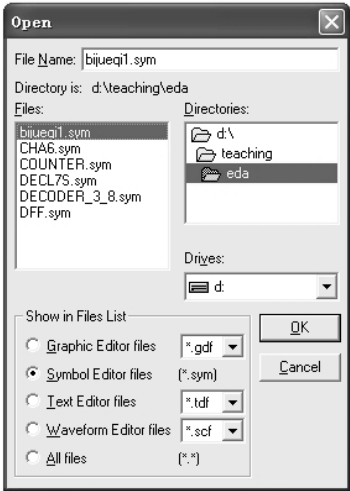 Open
File Name: bijueqi1.sym
Directory is: d:\teaching\eda
Files:
bijueqi1.sym
CHA6.sym
COUNTER.sym
DECL7S.sym
DECODER_3_8.sym
DFF.sym
Directories:
d:\
teaching
eda
Drives:
d:
Show in Files List
Graphic Editor files *.gdf
Symbol Editor files (*.sym)
Text Editor files *.tdf
Waveform Editor files *.scf
All files (*.*)
OK
Cancel